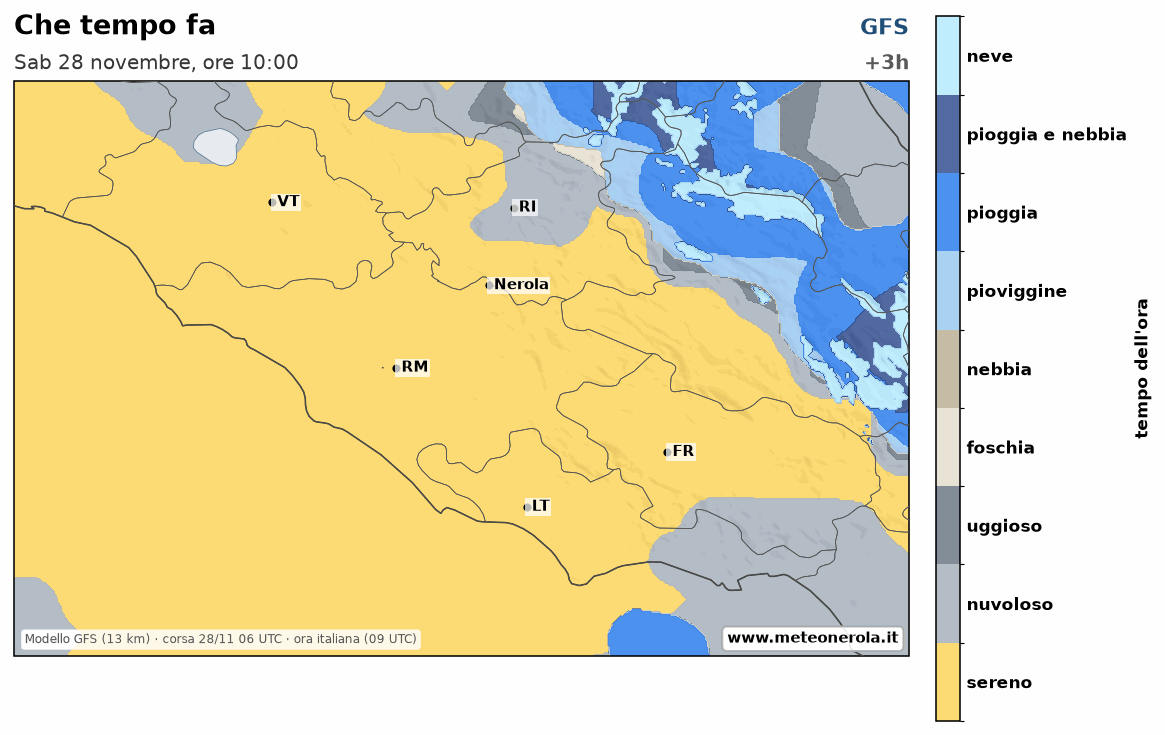 Che tempo fa
GFS
Sab 28 novembre, ore 10:00
+3h
VT
RI
Nerola
RM
FR
LT
Modello GFS (13 km) · corsa 28/11 06 UTC · ora italiana (09 UTC)
www.meteonerola.it
neve
pioggia e nebbia
pioggia
pioviggine
nebbia
foschia
uggioso
nuvoloso
sereno
tempo dell'ora